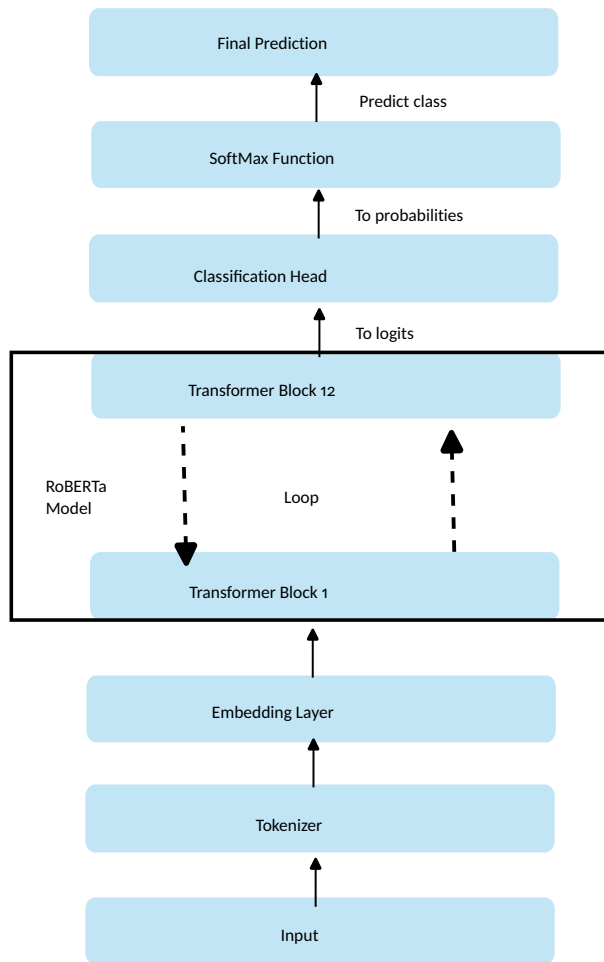 Final Prediction
Predict class
SoftMax Function
To probabilities
Classification Head
To logits
Transformer Block 12
RoBERTa
Model
Loop
Transformer Block 1
Embedding Layer
Tokenizer
Input